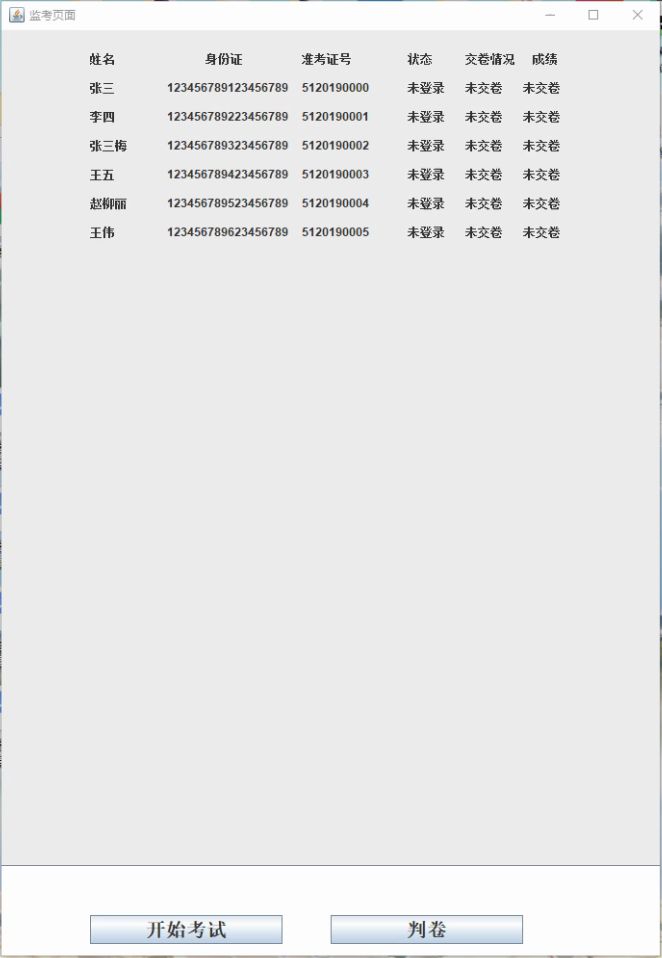 监考页面
姓名 身份证 准考证号 状态 交卷情况 成绩
张三 123456789123456789 5120190000 未登录 未交卷 未交卷
李四 123456789223456789 5120190001 未登录 未交卷 未交卷
张三梅 123456789323456789 5120190002 未登录 未交卷 未交卷
王五 123456789423456789 5120190003 未登录 未交卷 未交卷
赵柳丽 123456789523456789 5120190004 未登录 未交卷 未交卷
王伟 123456789623456789 5120190005 未登录 未交卷 未交卷
开始考试 判卷